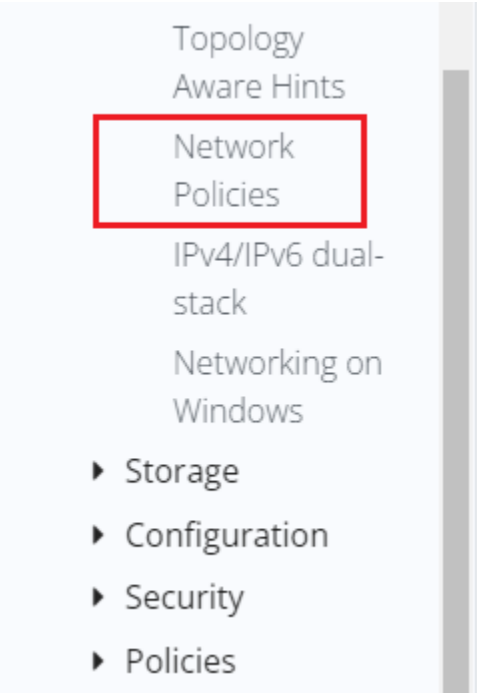 Topology
Aware Hints
Network
Policies
IPv4/IPv6 dual-
stack
Networking on
Windows
Storage
Configuration
Security
Policies